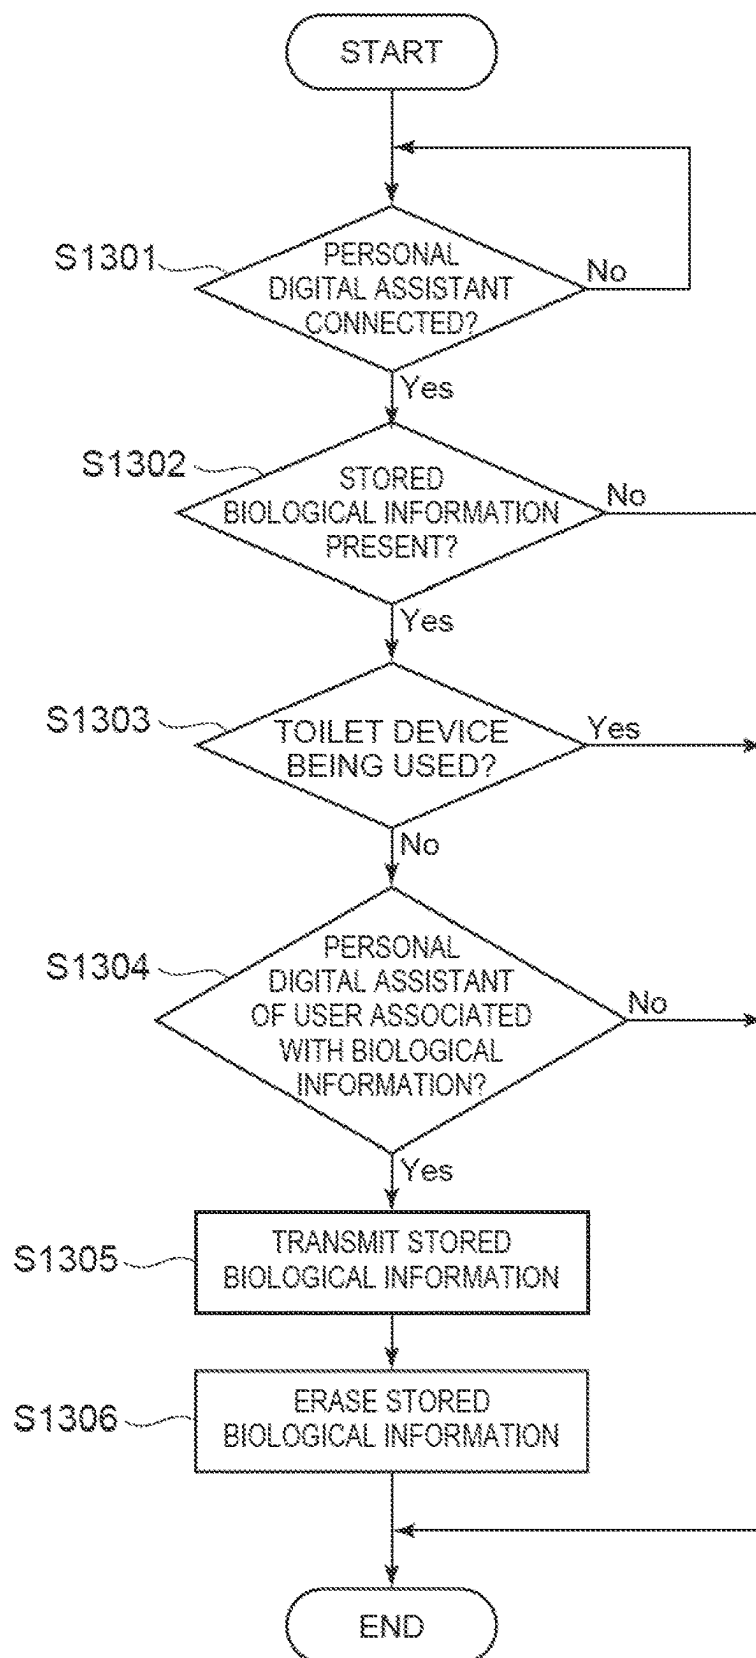 START
S1301
PERSONAL
DIGITAL ASSISTANT
CONNECTED?
No
Yes
S1302
STORED
BIOLOGICAL INFORMATION
PRESENT?
No
Yes
S1303
TOILET DEVICE
BEING USED?
Yes
No
S1304
PERSONAL
DIGITAL ASSISTANT
OF USER ASSOCIATED
WITH BIOLOGICAL
INFORMATION?
No
Yes
S1305
TRANSMIT STORED
BIOLOGICAL INFORMATION
S1306
ERASE STORED
BIOLOGICAL INFORMATION
END